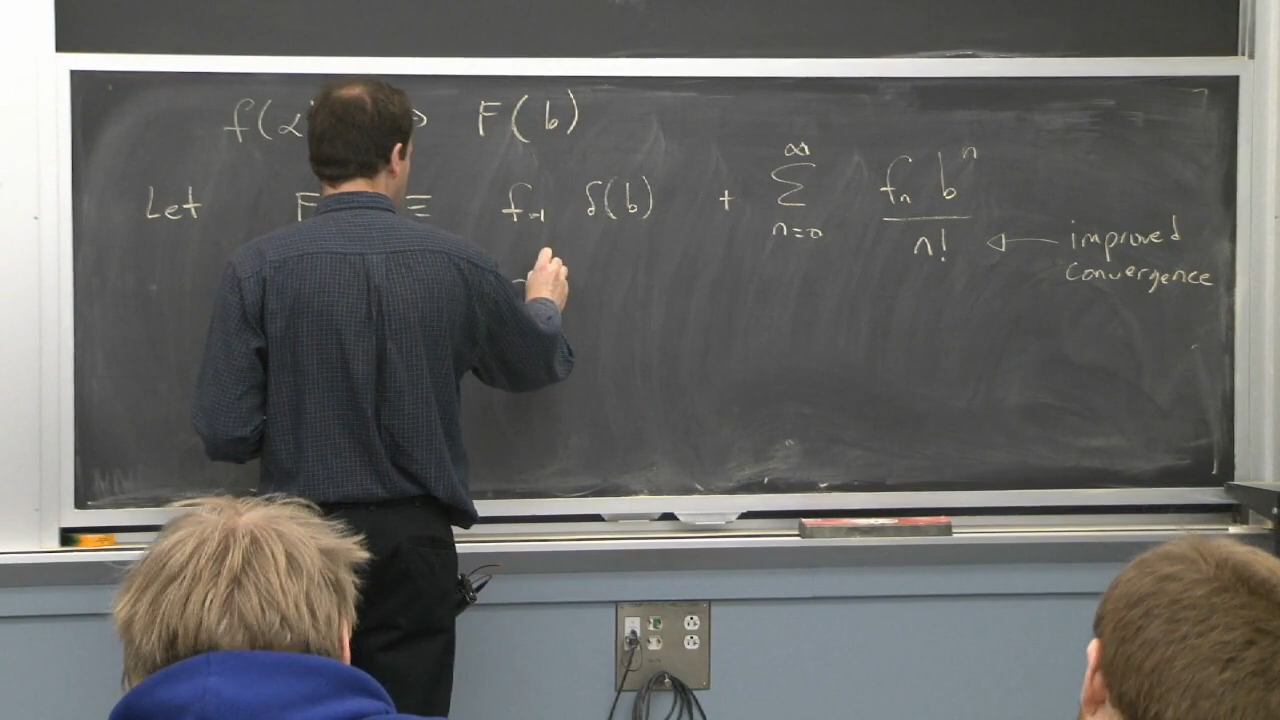 f(α > F(b)
Let F ≡ f₋₁ δ(b) + ∞ Σ n=0 fₙ bⁿ / n!
improved
convergence